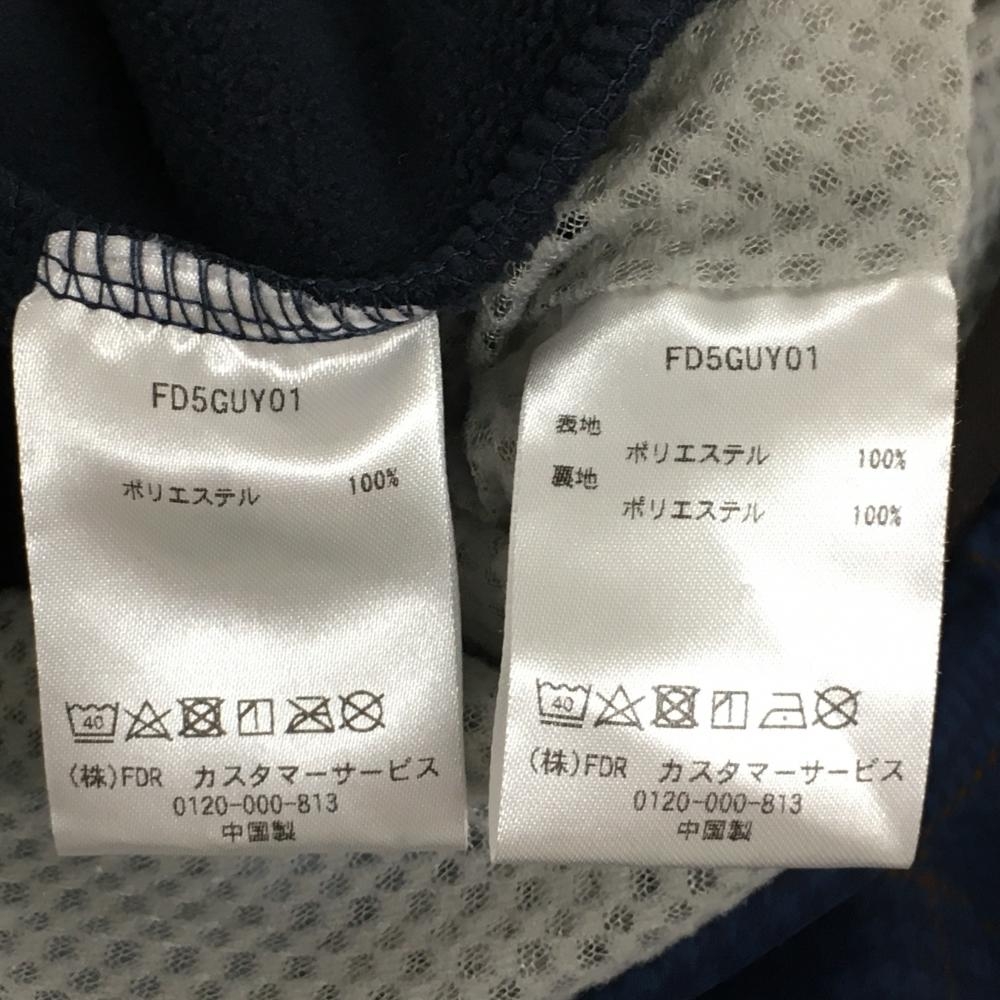 FD5GUY01
ポリエステル 100%
40
(株)FDR カスタマーサービス
0120-000-813
中国製
FD5GUY01
表地
ポリエステル 100%
裏地
ポリエステル 100%
40
(株)FDR カスタマーサービス
0120-000-813
中国製